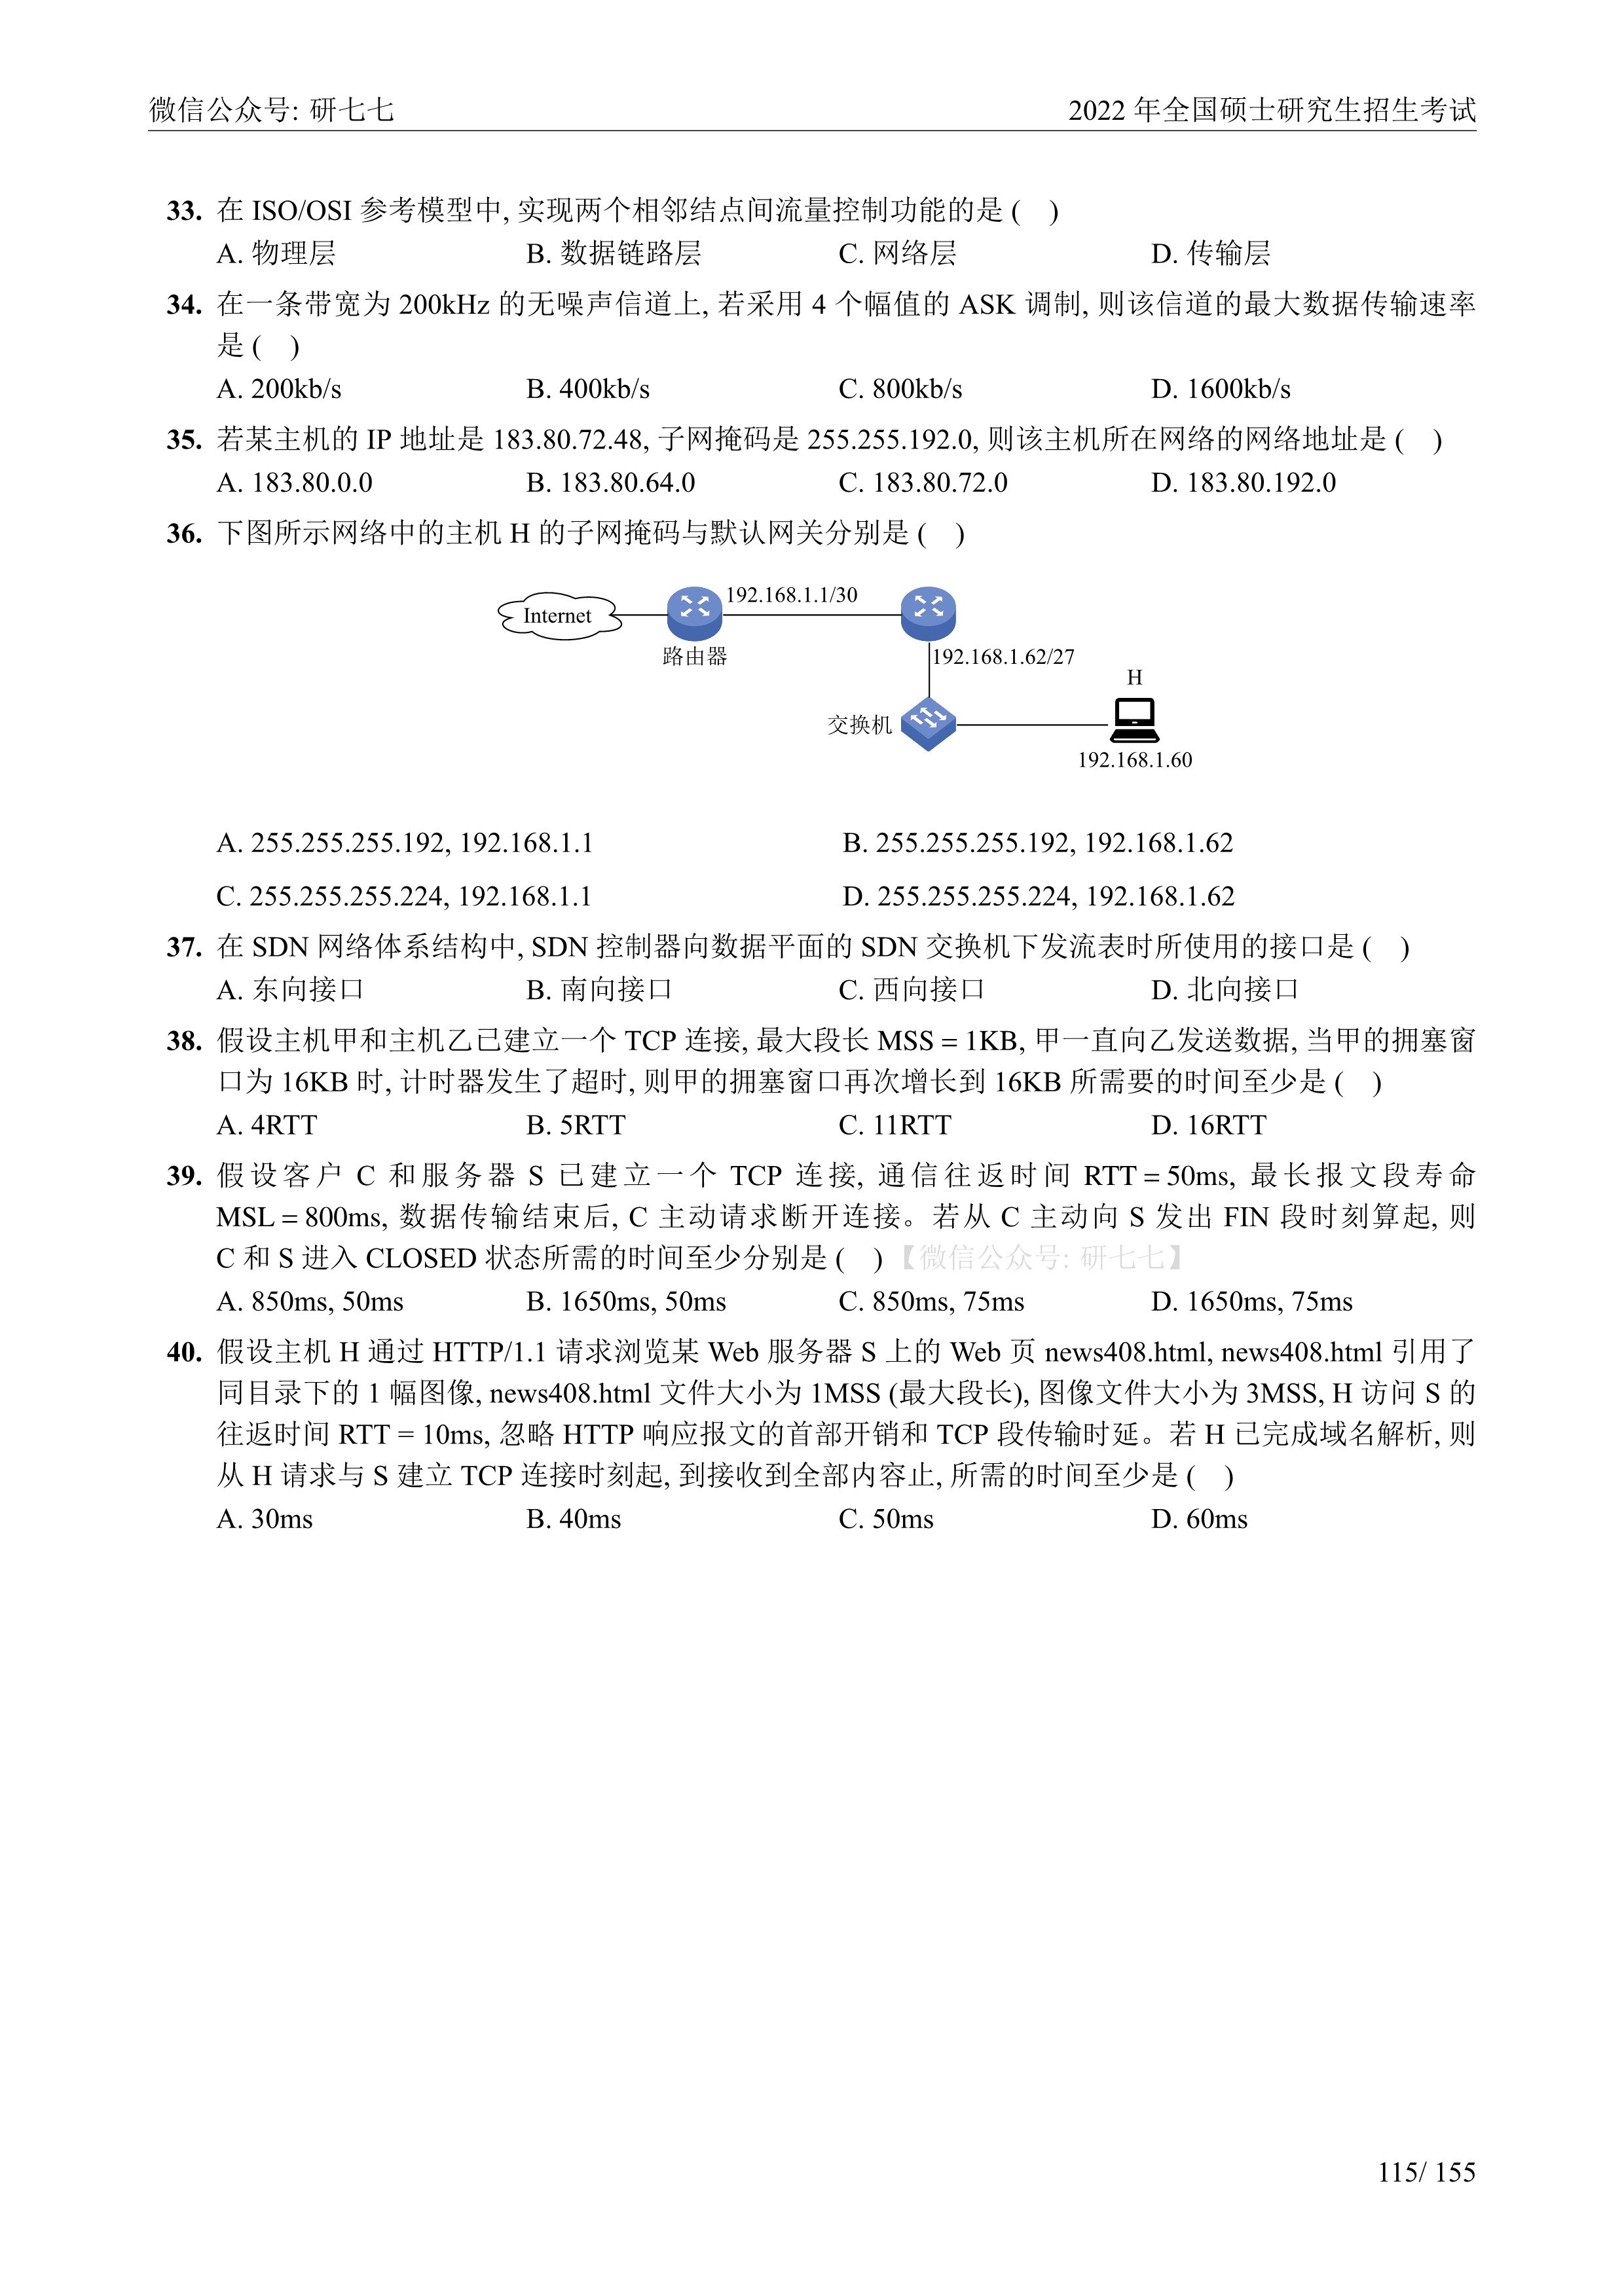 微信公众号: 研七七
2022 年全国硕士研究生招生考试
33. 在 ISO/OSI 参考模型中, 实现两个相邻结点间流量控制功能的是 ( )
A. 物理层 B. 数据链路层 C. 网络层 D. 传输层
34. 在一条带宽为 200kHz 的无噪声信道上, 若采用 4 个幅值的 ASK 调制, 则该信道的最大数据传输速率
是 ( )
A. 200kb/s B. 400kb/s C. 800kb/s D. 1600kb/s
35. 若某主机的 IP 地址是 183.80.72.48, 子网掩码是 255.255.192.0, 则该主机所在网络的网络地址是 ( )
A. 183.80.0.0 B. 183.80.64.0 C. 183.80.72.0 D. 183.80.192.0
36. 下图所示网络中的主机 H 的子网掩码与默认网关分别是 ( )
192.168.1.1/30
Internet
路由器
192.168.1.62/27
H
交换机
192.168.1.60
A. 255.255.255.192, 192.168.1.1 B. 255.255.255.192, 192.168.1.62
C. 255.255.255.224, 192.168.1.1 D. 255.255.255.224, 192.168.1.62
37. 在 SDN 网络体系结构中, SDN 控制器向数据平面的 SDN 交换机下发流表时所使用的接口是 ( )
A. 东向接口 B. 南向接口 C. 西向接口 D. 北向接口
38. 假设主机甲和主机乙已建立一个 TCP 连接, 最大段长 MSS = 1KB, 甲一直向乙发送数据, 当甲的拥塞窗
口为 16KB 时, 计时器发生了超时, 则甲的拥塞窗口再次增长到 16KB 所需要的时间至少是 ( )
A. 4RTT B. 5RTT C. 11RTT D. 16RTT
39. 假设客户 C 和服务器 S 已建立一个 TCP 连接, 通信往返时间 RTT = 50ms, 最长报文段寿命
MSL = 800ms, 数据传输结束后, C 主动请求断开连接。若从 C 主动向 S 发出 FIN 段时刻算起, 则
C 和 S 进入 CLOSED 状态所需的时间至少分别是 ( ) 【微信公众号: 研七七】
A. 850ms, 50ms B. 1650ms, 50ms C. 850ms, 75ms D. 1650ms, 75ms
40. 假设主机 H 通过 HTTP/1.1 请求浏览某 Web 服务器 S 上的 Web 页 news408.html, news408.html 引用了
同目录下的 1 幅图像, news408.html 文件大小为 1MSS (最大段长), 图像文件大小为 3MSS, H 访问 S 的
往返时间 RTT = 10ms, 忽略 HTTP 响应报文的首部开销和 TCP 段传输时延。若 H 已完成域名解析, 则
从 H 请求与 S 建立 TCP 连接时刻起, 到接收到全部内容止, 所需的时间至少是 ( )
A. 30ms B. 40ms C. 50ms D. 60ms
115/ 155